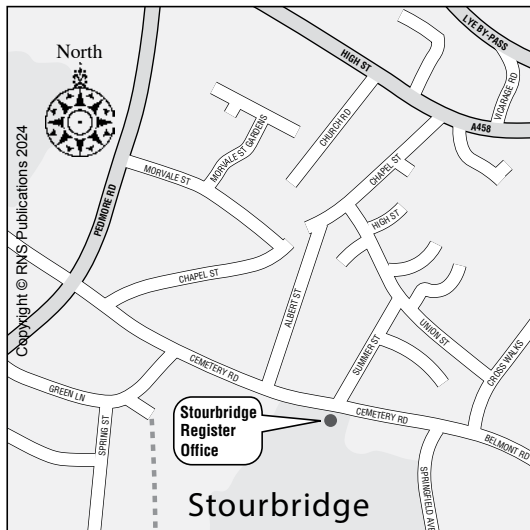 North
Copyright © RNS Publications 2024
LYE BY-PASS
HIGH ST
VICARAGE RD
A458
CHURCH RD
MORVALE ST GARDENS
MORVALE ST
CHAPEL ST
PEDMORE RD
HIGH ST
CHAPEL ST
ALBERT ST
UNION ST
SUMMER ST
CROSS WALKS
CEMETERY RD
GREEN LN
SPRING ST
Stourbridge
Register
Office
CEMETERY RD
BELMONT RD
SPRINGFIELD AVE
Stourbridge